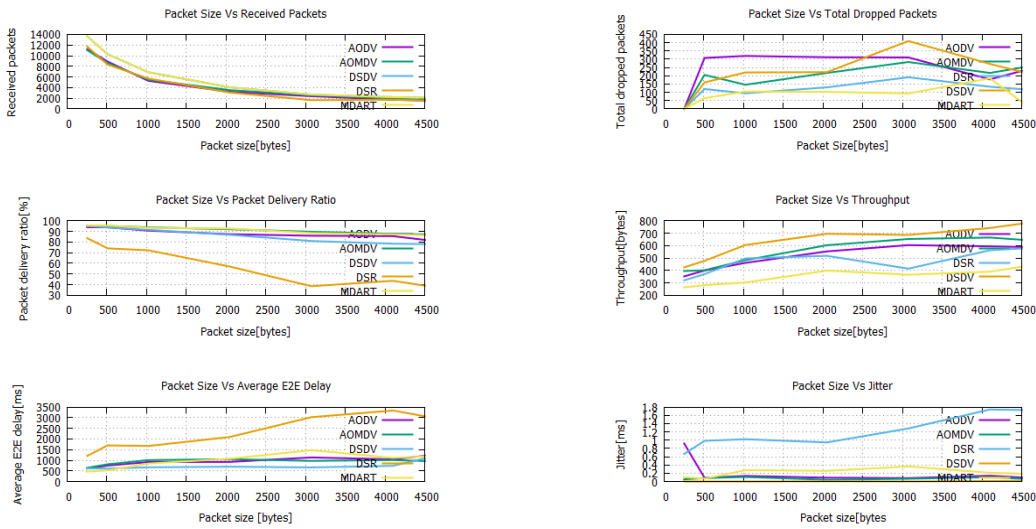 Packet Size Vs Received Packets
Received packets
14000
12000
10000
8000
6000
4000
2000
0
AODV
AOMDV
DSDV
DSR
MDART
0 500 1000 1500 2000 2500 3000 3500 4000 4500
Packet size[bytes]
Packet Size Vs Total Dropped Packets
Total dropped packets
450
400
350
300
250
200
150
100
50
0
AODV
AOMDV
DSR
DSDV
MDART
0 500 1000 1500 2000 2500 3000 3500 4000 4500
Packet Size[bytes]
Packet Size Vs Packet Delivery Ratio
Packet delivery ratio[%]
100
90
80
70
60
50
40
30
AODV
AOMDV
DSDV
DSR
MDART
0 500 1000 1500 2000 2500 3000 3500 4000 4500
Packet size[bytes]
Packet Size Vs Throughput
Throughput[bytes]
800
700
600
500
400
300
200
AODV
AOMDV
DSR
DSDV
MDART
0 500 1000 1500 2000 2500 3000 3500 4000 4500
Packet size[bytes]
Packet Size Vs Average E2E Delay
Average E2E delay[ms]
3500
3000
2500
2000
1500
1000
500
0
AODV
AOMDV
DSDV
DSR
MDART
0 500 1000 1500 2000 2500 3000 3500 4000 4500
Packet size [bytes]
Packet Size Vs Jitter
Jitter[ms]
1.8
1.6
1.4
1.2
1
0.8
0.6
0.4
0.2
0
AODV
AOMDV
DSR
DSDV
MDART
0 500 1000 1500 2000 2500 3000 3500 4000 4500
Packet size[bytes